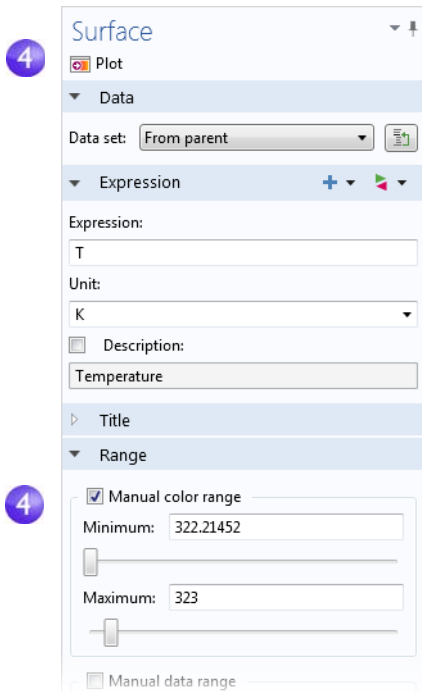 Surface
4
Plot
Data
Data set: From parent
Expression
Expression:
T
Unit:
K
Description:
Temperature
Title
Range
4
Manual color range
Minimum: 322.21452
Maximum: 323
Manual data range